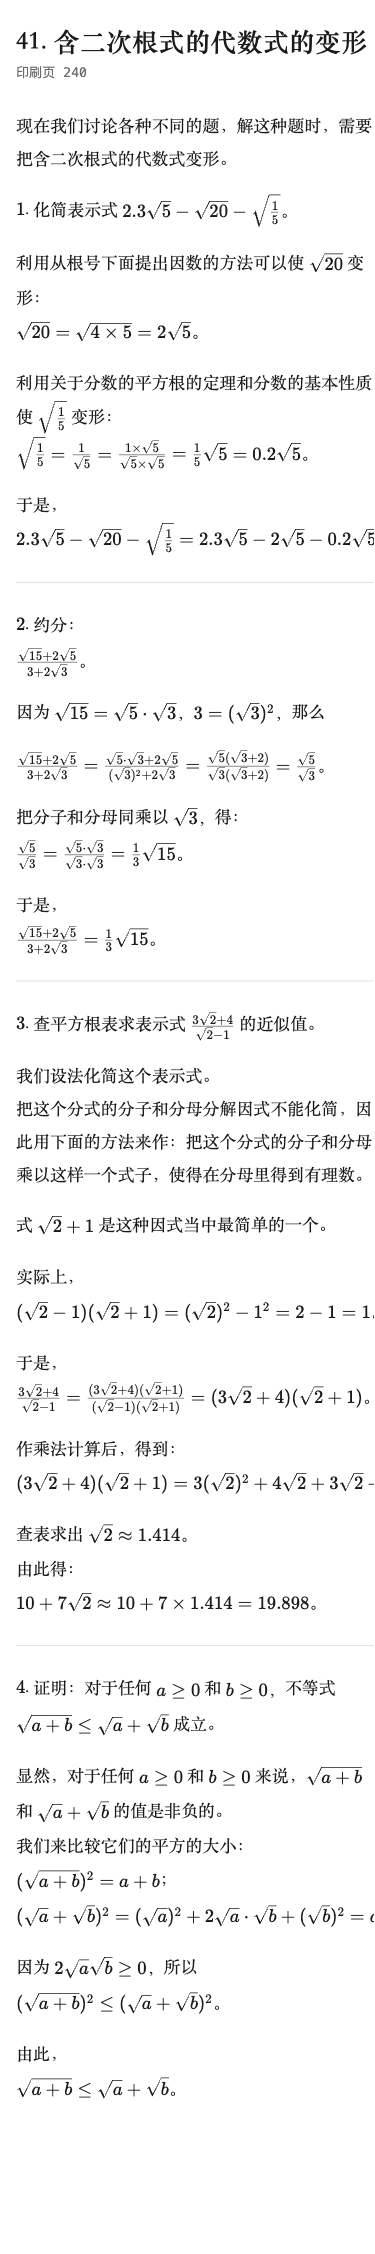 41. 含二次根式的代数式的变形
印刷页 240
现在我们讨论各种不同的题，解这种题时，需要
把含二次根式的代数式变形。
1. 化简表示式 2.3√5 − √20 − √(1/5)。
利用从根号下面提出因数的方法可以使 √20 变
形：
√20 = √(4 × 5) = 2√5。
利用关于分数的平方根的定理和分数的基本性质
使 √(1/5) 变形：
√(1/5) = 1/√5 = (1×√5)/(√5×√5) = (1/5)√5 = 0.2√5。
于是，
2.3√5 − √20 − √(1/5) = 2.3√5 − 2√5 − 0.2√5
2. 约分：
(√15+2√5)/(3+2√3)。
因为 √15 = √5 · √3，3 = (√3)²，那么
(√15+2√5)/(3+2√3) = (√5·√3+2√5)/((√3)²+2√3) = (√5(√3+2))/(√3(√3+2)) = √5/√3。
把分子和分母同乘以 √3，得：
√5/√3 = (√5·√3)/(√3·√3) = (1/3)√15。
于是，
(√15+2√5)/(3+2√3) = (1/3)√15。
3. 查平方根表求表示式 (3√2+4)/(√2−1) 的近似值。
我们设法化简这个表示式。
把这个分式的分子和分母分解因式不能化简，因
此用下面的方法来作：把这个分式的分子和分母
乘以这样一个式子，使得在分母里得到有理数。
式 √2 + 1 是这种因式当中最简单的一个。
实际上，
(√2 − 1)(√2 + 1) = (√2)² − 1² = 2 − 1 = 1.
于是，
(3√2+4)/(√2−1) = ((3√2+4)(√2+1))/((√2−1)(√2+1)) = (3√2 + 4)(√2 + 1)。
作乘法计算后，得到：
(3√2 + 4)(√2 + 1) = 3(√2)² + 4√2 + 3√2
查表求出 √2 ≈ 1.414。
由此得：
10 + 7√2 ≈ 10 + 7 × 1.414 = 19.898。
4. 证明：对于任何 a ≥ 0 和 b ≥ 0，不等式
√(a + b) ≤ √a + √b 成立。
显然，对于任何 a ≥ 0 和 b ≥ 0 来说，√(a + b)
和 √a + √b 的值是非负的。
我们来比较它们的平方的大小：
(√(a + b))² = a + b；
(√a + √b)² = (√a)² + 2√a · √b + (√b)² =
因为 2√a√b ≥ 0，所以
(√(a + b))² ≤ (√a + √b)²。
由此，
√(a + b) ≤ √a + √b。